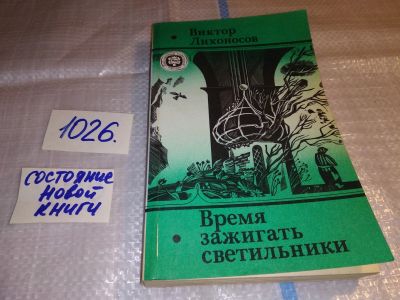 Виктор
Лихоносов
1026.
состояние
новой
книги
Время
зажигать
светильники